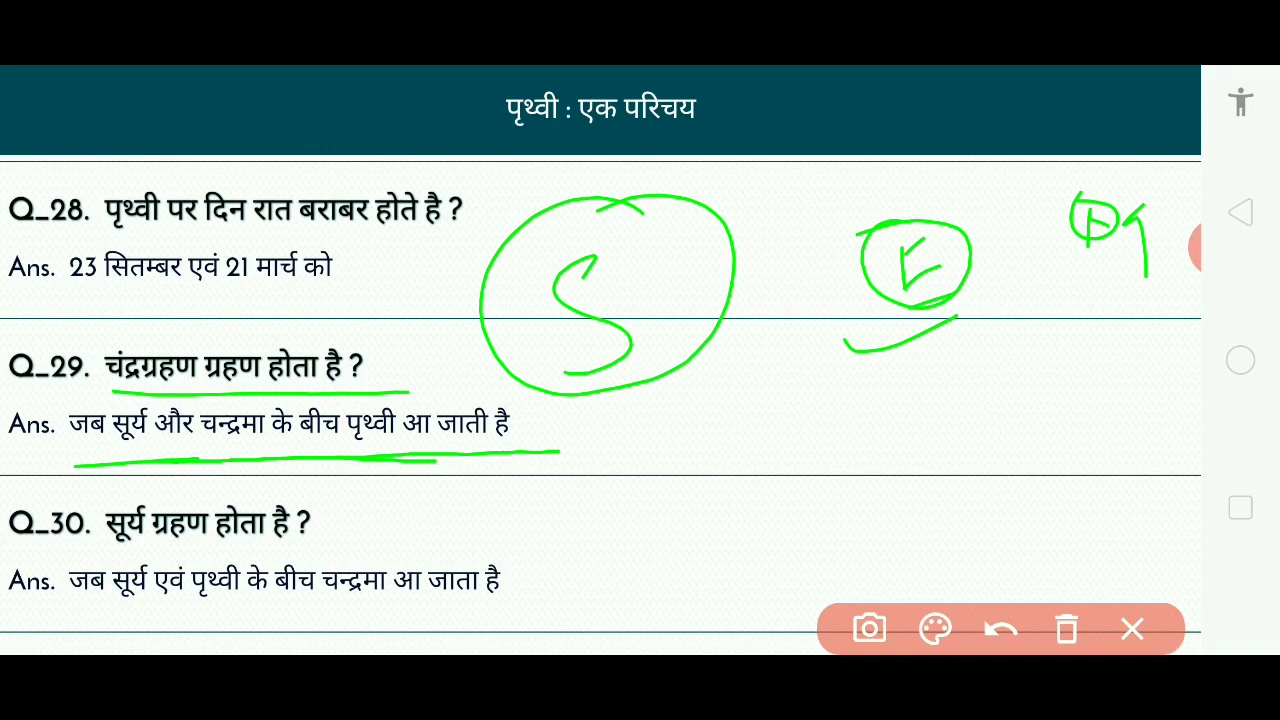 पृथ्वी : एक परिचय
Q_28. पृथ्वी पर दिन रात बराबर होते है ?
Ans. 23 सितम्बर एवं 21 मार्च को
S
E
Q_29. चंद्रग्रहण ग्रहण होता है ?
Ans. जब सूर्य और चन्द्रमा के बीच पृथ्वी आ जाती है
Q_30. सूर्य ग्रहण होता है ?
Ans. जब सूर्य एवं पृथ्वी के बीच चन्द्रमा आ जाता है